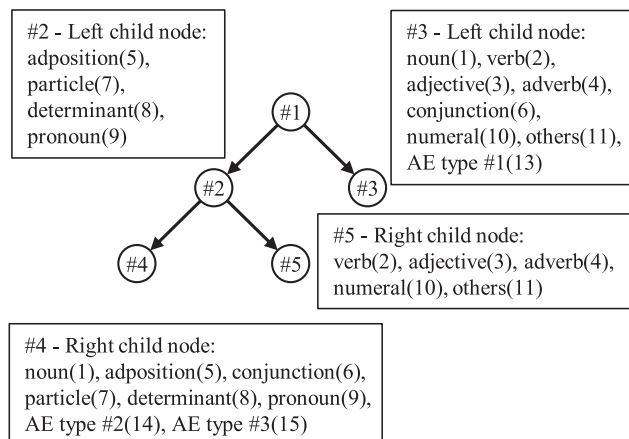 #2 - Left child node:
adposition(5),
particle(7),
determinant(8),
pronoun(9)
#3 - Left child node:
noun(1), verb(2),
adjective(3), adverb(4),
conjunction(6),
numeral(10), others(11),
AE type #1(13)
#1
#2
#3
#4
#5
#5 - Right child node:
verb(2), adjective(3), adverb(4),
numeral(10), others(11)
#4 - Right child node:
noun(1), adposition(5), conjunction(6),
particle(7), determinant(8), pronoun(9),
AE type #2(14), AE type #3(15)